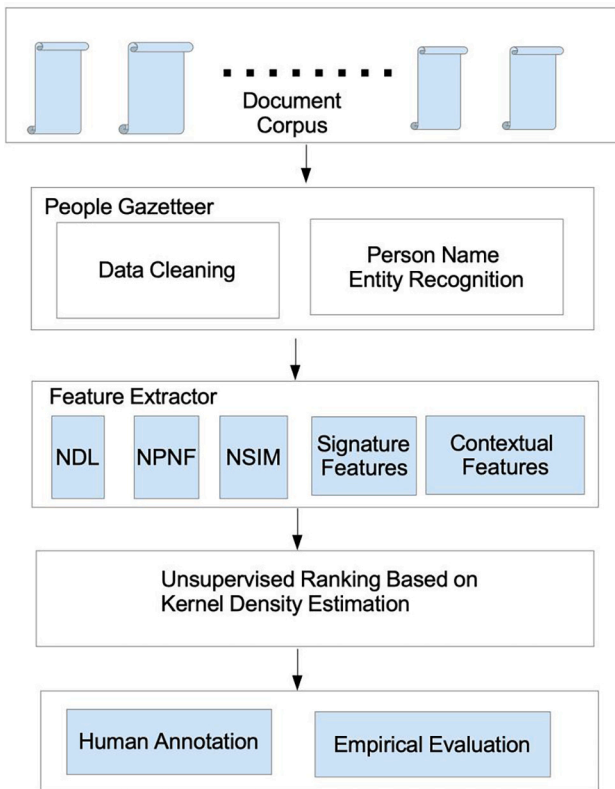 Document
Corpus
People Gazetteer
Data Cleaning
Person Name
Entity Recognition
Feature Extractor
NDL
NPNF
NSIM
Signature
Features
Contextual
Features
Unsupervised Ranking Based on
Kernel Density Estimation
Human Annotation
Empirical Evaluation